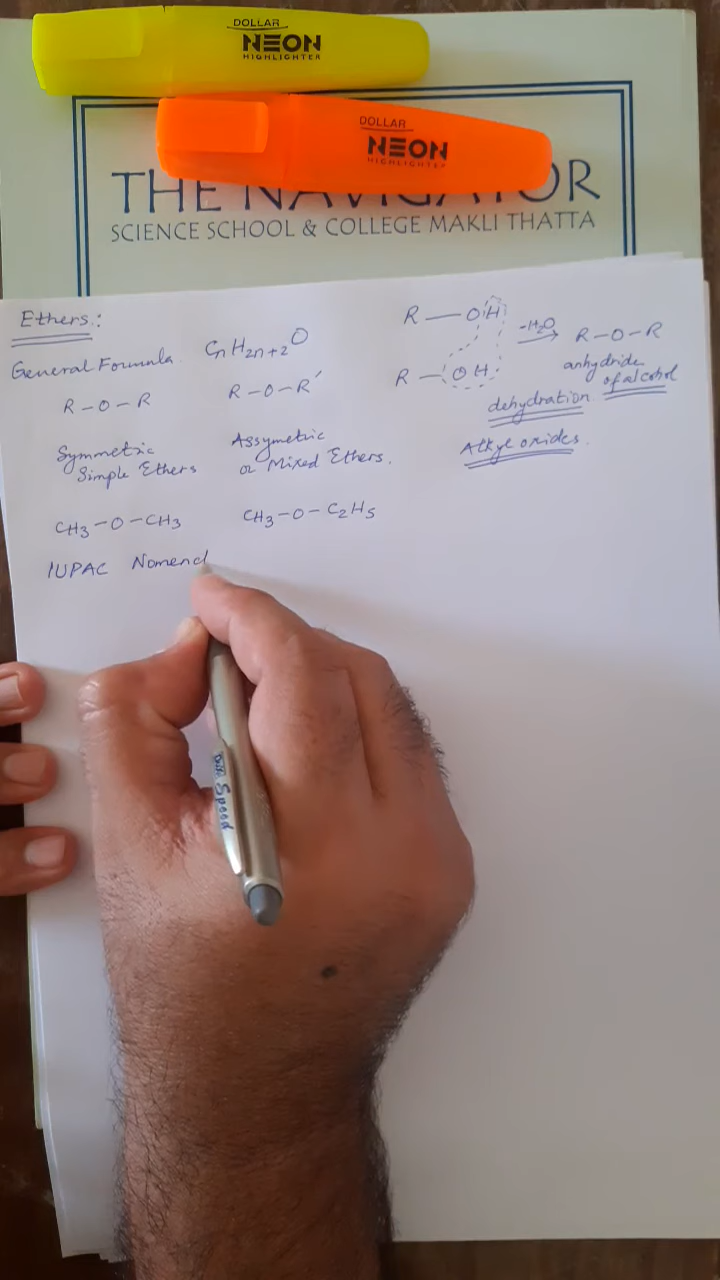 DOLLAR
NEON
HIGHLIGHTER
DOLLAR
NEON
HIGHLIGHTER
THE NAVIGATOR
SCIENCE SCHOOL & COLLEGE MAKLI THATTA
Ethers:
General Formula CnH2n+2O
R-O-R R-O-R′
Symmetric
Simple Ethers
Assymetric
or Mixed Ethers.
CH3-O-CH3 CH3-O-C2H5
IUPAC Nomencl
R — OH
R — OH
-H2O
→ R-O-R
anhydride
of alcohol
dehydration
Alkyl oxides.
Speed